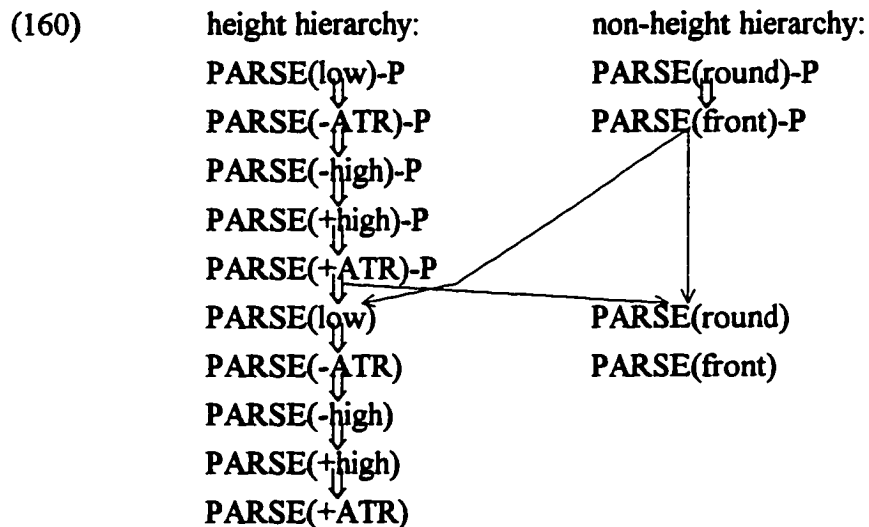 (160) height hierarchy: non-height hierarchy:
PARSE(low)-P PARSE(round)-P
PARSE(-ATR)-P PARSE(front)-P
PARSE(-high)-P
PARSE(+high)-P
PARSE(+ATR)-P
PARSE(low) PARSE(round)
PARSE(-ATR) PARSE(front)
PARSE(-high)
PARSE(+high)
PARSE(+ATR)